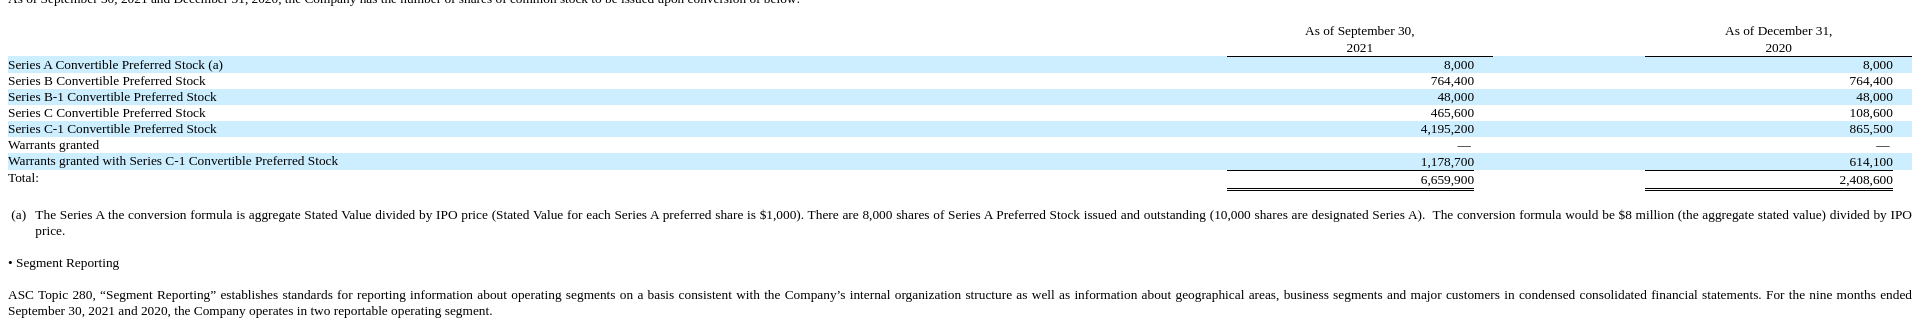 As of September 30, 2021 and December 31, 2020, the Company has the number of shares of common stock to be issued upon conversion of below:
As of September 30, As of December 31,
2021 2020
Series A Convertible Preferred Stock (a) 8,000 8,000
Series B Convertible Preferred Stock 764,400 764,400
Series B-1 Convertible Preferred Stock 48,000 48,000
Series C Convertible Preferred Stock 465,600 108,600
Series C-1 Convertible Preferred Stock 4,195,200 865,500
Warrants granted — —
Warrants granted with Series C-1 Convertible Preferred Stock 1,178,700 614,100
Total: 6,659,900 2,408,600
(a) The Series A the conversion formula is aggregate Stated Value divided by IPO price (Stated Value for each Series A preferred share is $1,000). There are 8,000 shares of Series A Preferred Stock issued and outstanding (10,000 shares are designated Series A). The conversion formula would be $8 million (the aggregate stated value) divided by IPO
price.
• Segment Reporting
ASC Topic 280, “Segment Reporting” establishes standards for reporting information about operating segments on a basis consistent with the Company’s internal organization structure as well as information about geographical areas, business segments and major customers in condensed consolidated financial statements. For the nine months ended
September 30, 2021 and 2020, the Company operates in two reportable operating segment.